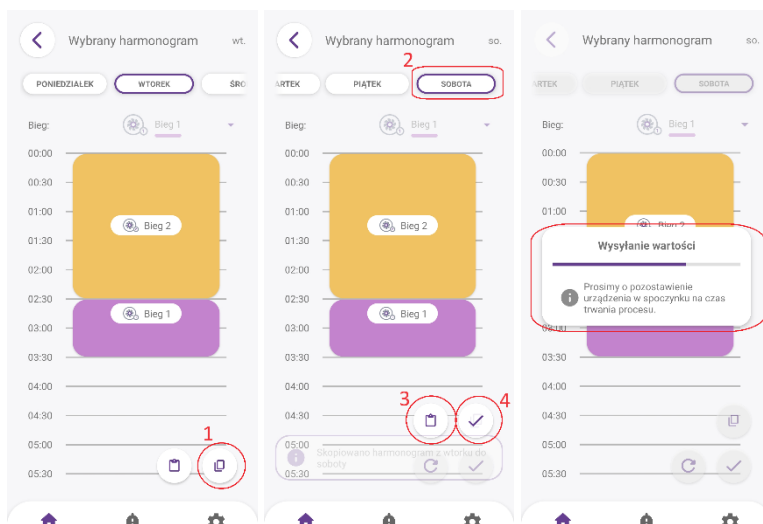 Wybrany harmonogram wt.
PONIEDZIAŁEK WTOREK ŚRO
Bieg: Bieg 1
00:00
00:30
01:00
Bieg 2
01:30
02:00
02:30
Bieg 1
03:00
03:30
04:00
04:30
1
05:00
05:30
Wybrany harmonogram so.
2
ARTEK PIĄTEK SOBOTA
Bieg: Bieg 1
00:00
00:30
01:00
Bieg 2
01:30
02:00
02:30
Bieg 1
03:00
03:30
04:00
3 4
04:30
05:00
Skopiowano harmonogram z wtorku do
soboty
05:30
Wybrany harmonogram so.
ARTEK PIĄTEK SOBOTA
Bieg: Bieg 1
00:00
00:30
01:00
Bieg 2
Wysyłanie wartości
Prosimy o pozostawienie
urządzenia w spoczynku na czas
trwania procesu.
03:00
03:30
04:00
04:30
05:00
05:30